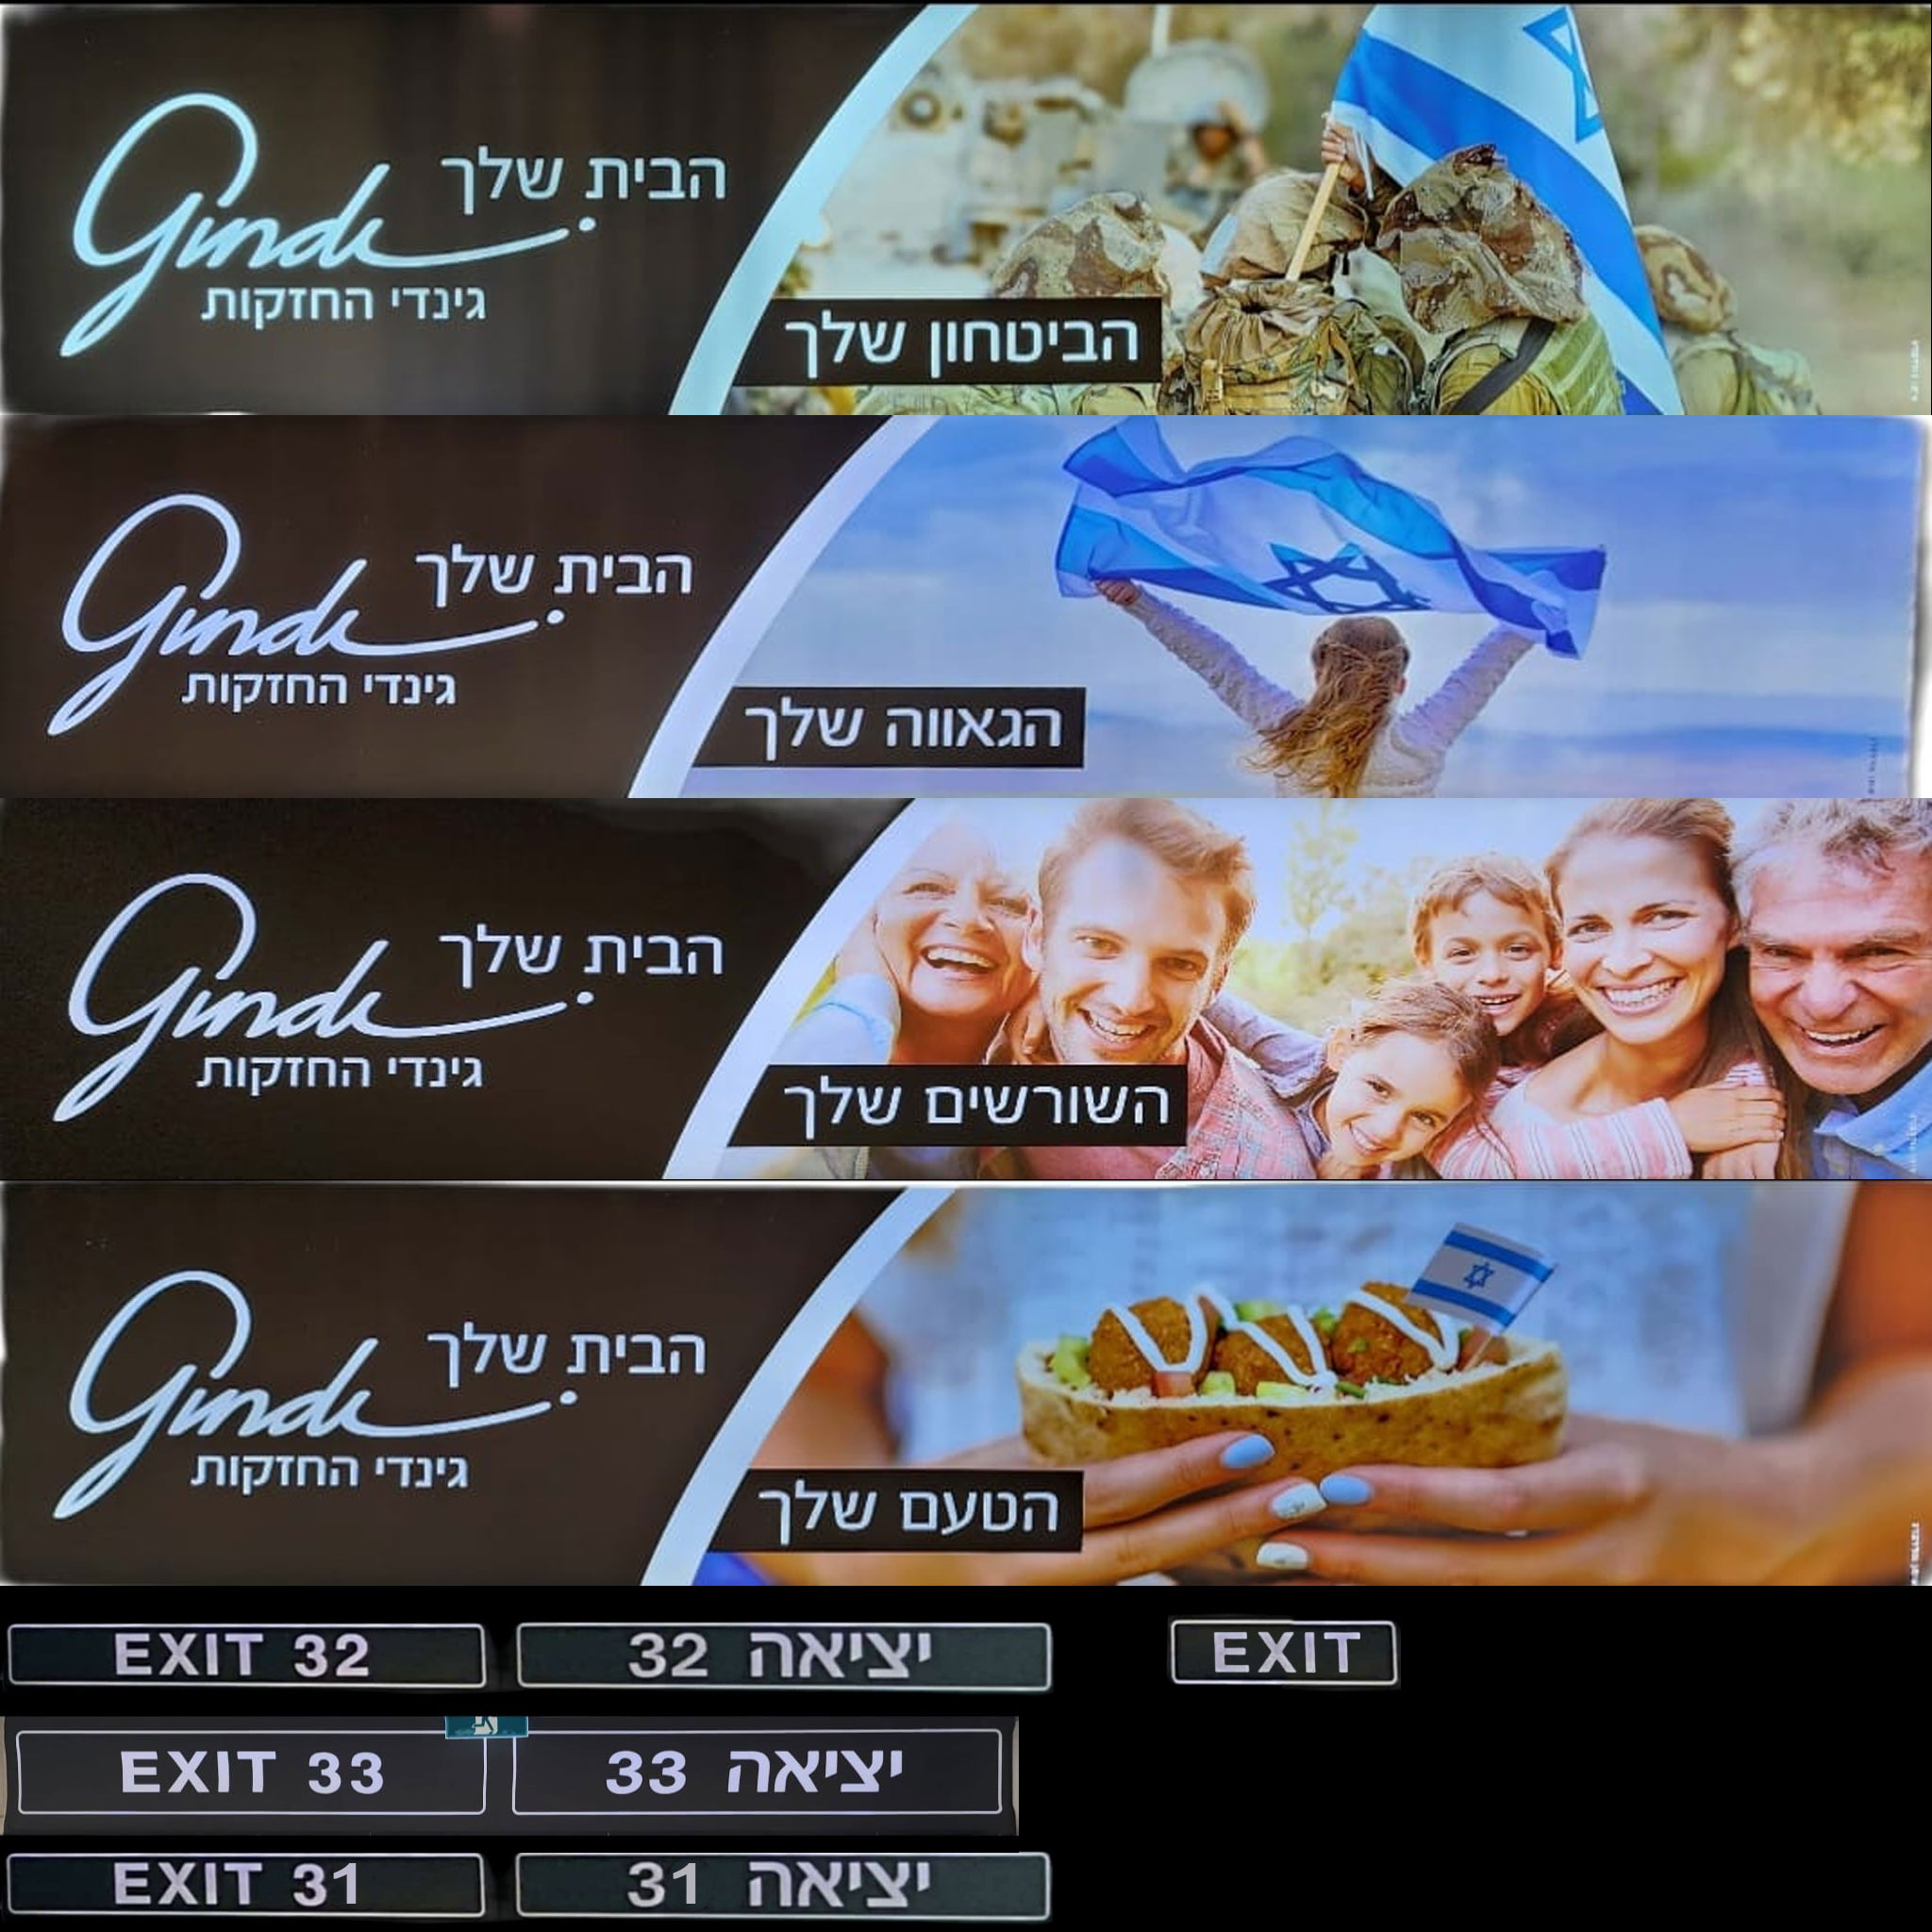 הבית שלך
Gindi
גינדי החזקות
הביטחון שלך
הבית שלך
Gindi
גינדי החזקות
הגאווה שלך
הבית שלך
Gindi
גינדי החזקות
השורשים שלך
הבית שלך
Gindi
גינדי החזקות
הטעם שלך
EXIT 32
יציאה 32
EXIT
EXIT 33
יציאה 33
EXIT 31
יציאה 31